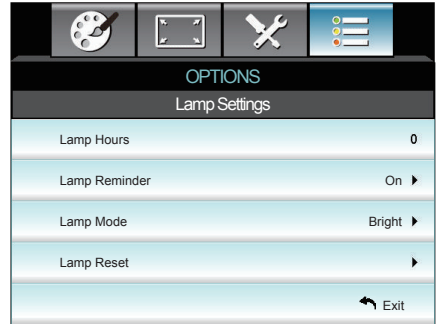 OPTIONS
Lamp Settings
Lamp Hours 0
Lamp Reminder On
Lamp Mode Bright
Lamp Reset
Exit